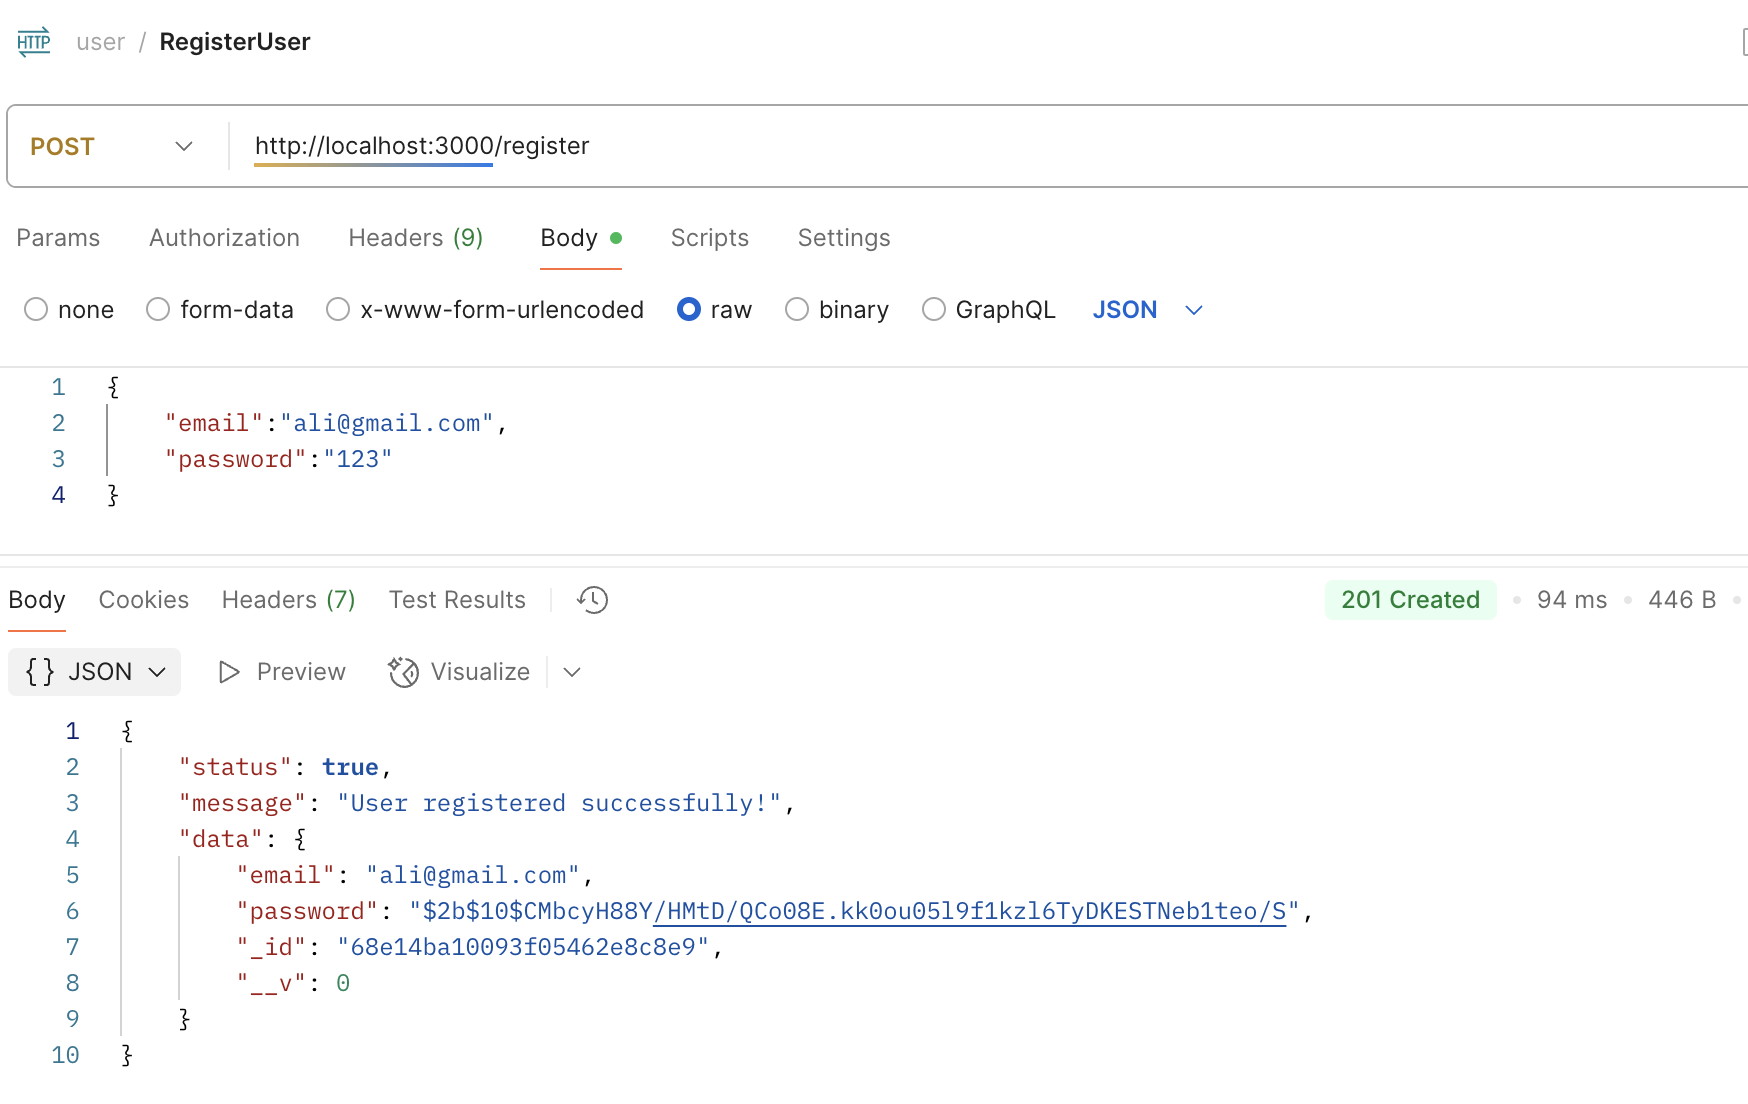 HTTP user / RegisterUser
POST http://localhost:3000/register
Params Authorization Headers (9) Body Scripts Settings
none form-data x-www-form-urlencoded raw binary GraphQL JSON
1 {
2 "email":"ali@gmail.com",
3 "password":"123"
4 }
Body Cookies Headers (7) Test Results 201 Created 94 ms 446 B
{} JSON Preview Visualize
1 {
2 "status": true,
3 "message": "User registered successfully!",
4 "data": {
5 "email": "ali@gmail.com",
6 "password": "$2b$10$CMbcyH88Y/HMtD/QCo08E.kk0ou05l9f1kzl6TyDKESTNeb1teo/S",
7 "_id": "68e14ba10093f05462e8c8e9",
8 "__v": 0
9 }
10 }